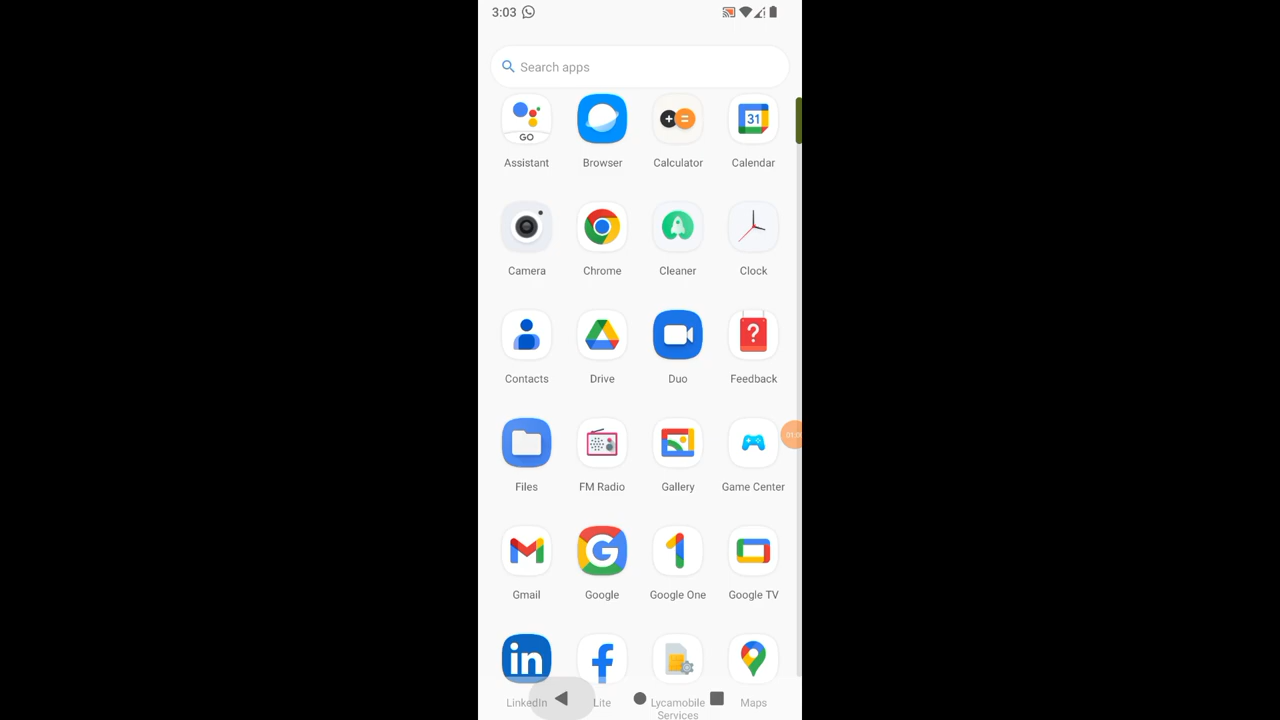 3:03
Search apps
GO
31
Assistant Browser Calculator Calendar
Camera Chrome Cleaner Clock
Contacts Drive Duo Feedback
Files FM Radio Gallery Game Center
Gmail Google Google One Google TV
LinkedIn Lite Lycamobile Services Maps